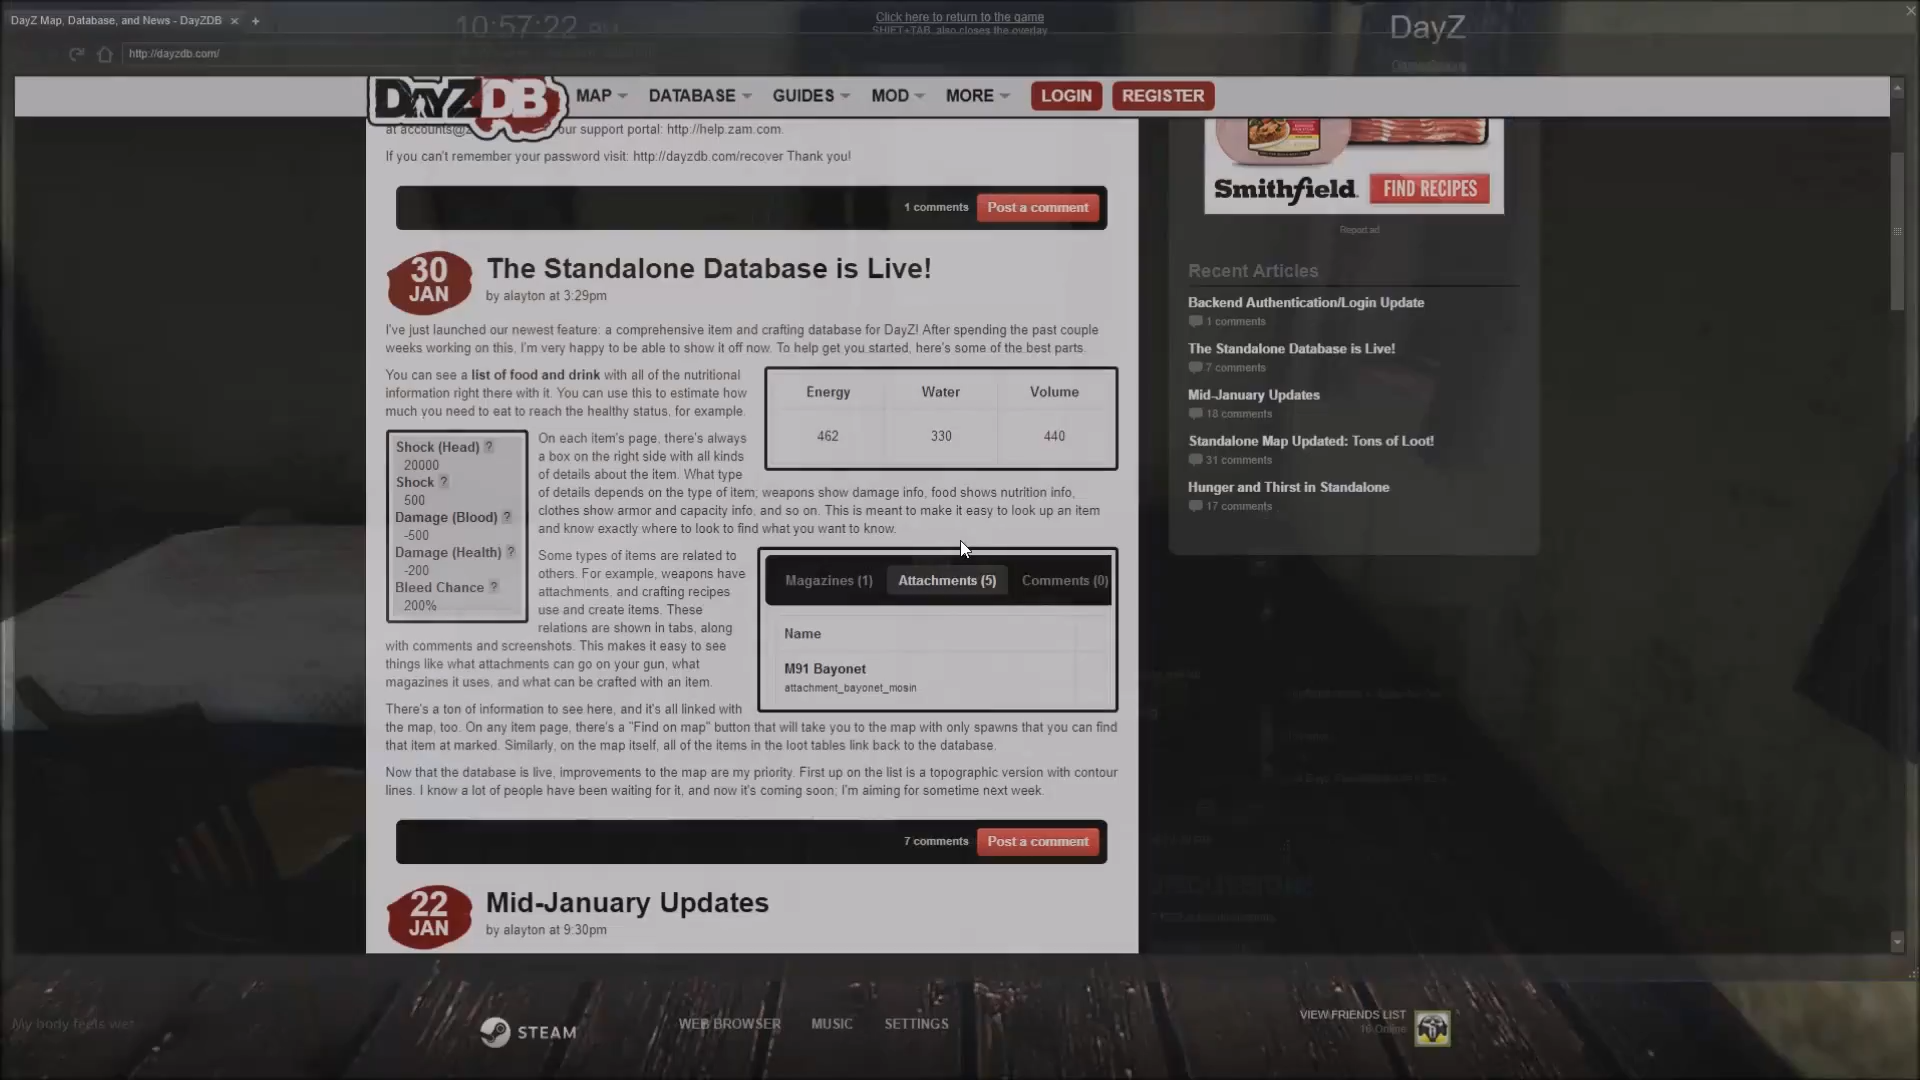 DayZ Map, Database, and News - DayZDB
10:57:22 PM
Click here to return to the game
SHIFT+TAB also closes the overlay
DayZ
http://dayzdb.com/
DAYZDB
MAP
DATABASE
GUIDES
MOD
MORE
LOGIN
REGISTER
our support portal: http://help.zam.com.
If you can't remember your password visit: http://dayzdb.com/recover Thank you!
1 comments
Post a comment
30
JAN
The Standalone Database is Live!
by alayton at 3:29pm
I've just launched our newest feature: a comprehensive item and crafting database for DayZ! After spending the past couple
weeks working on this, I'm very happy to be able to show it off now. To help get you started, here's some of the best parts.
You can see a list of food and drink with all of the nutritional
information right there with it. You can use this to estimate how
much you need to eat to reach the healthy status, for example.
Energy
Water
Volume
462
330
440
Shock (Head) ?
20000
Shock ?
500
Damage (Blood) ?
-500
Damage (Health) ?
-200
Bleed Chance ?
200%
On each item's page, there's always
a box on the right side with all kinds
of details about the item. What type
of details depends on the type of item; weapons show damage info, food shows nutrition info,
clothes show armor and capacity info, and so on. This is meant to make it easy to look up an item
and know exactly where to look to find what you want to know.
Some types of items are related to
others. For example, weapons have
attachments, and crafting recipes
use and create items. These
relations are shown in tabs, along
with comments and screenshots. This makes it easy to see
things like what attachments can go on your gun, what
magazines it uses, and what can be crafted with an item.
Magazines (1)
Attachments (5)
Comments (0)
Name
M91 Bayonet
attachment_bayonet_mosin
There's a ton of information to see here, and it's all linked with
the map, too. On any item page, there's a "Find on map" button that will take you to the map with only spawns that you can find
that item at marked. Similarly, on the map itself, all of the items in the loot tables link back to the database.
Now that the database is live, improvements to the map are my priority. First up on the list is a topographic version with contour
lines. I know a lot of people have been waiting for it, and now it's coming soon; I'm aiming for sometime next week.
7 comments
Post a comment
22
JAN
Mid-January Updates
by alayton at 9:30pm
Smithfield
FIND RECIPES
Report ad
Recent Articles
Backend Authentication/Login Update
1 comments
The Standalone Database is Live!
7 comments
Mid-January Updates
18 comments
Standalone Map Updated: Tons of Loot!
31 comments
Hunger and Thirst in Standalone
17 comments
My body feels wet
STEAM
WEB BROWSER
MUSIC
SETTINGS
VIEW FRIENDS LIST
16 Online